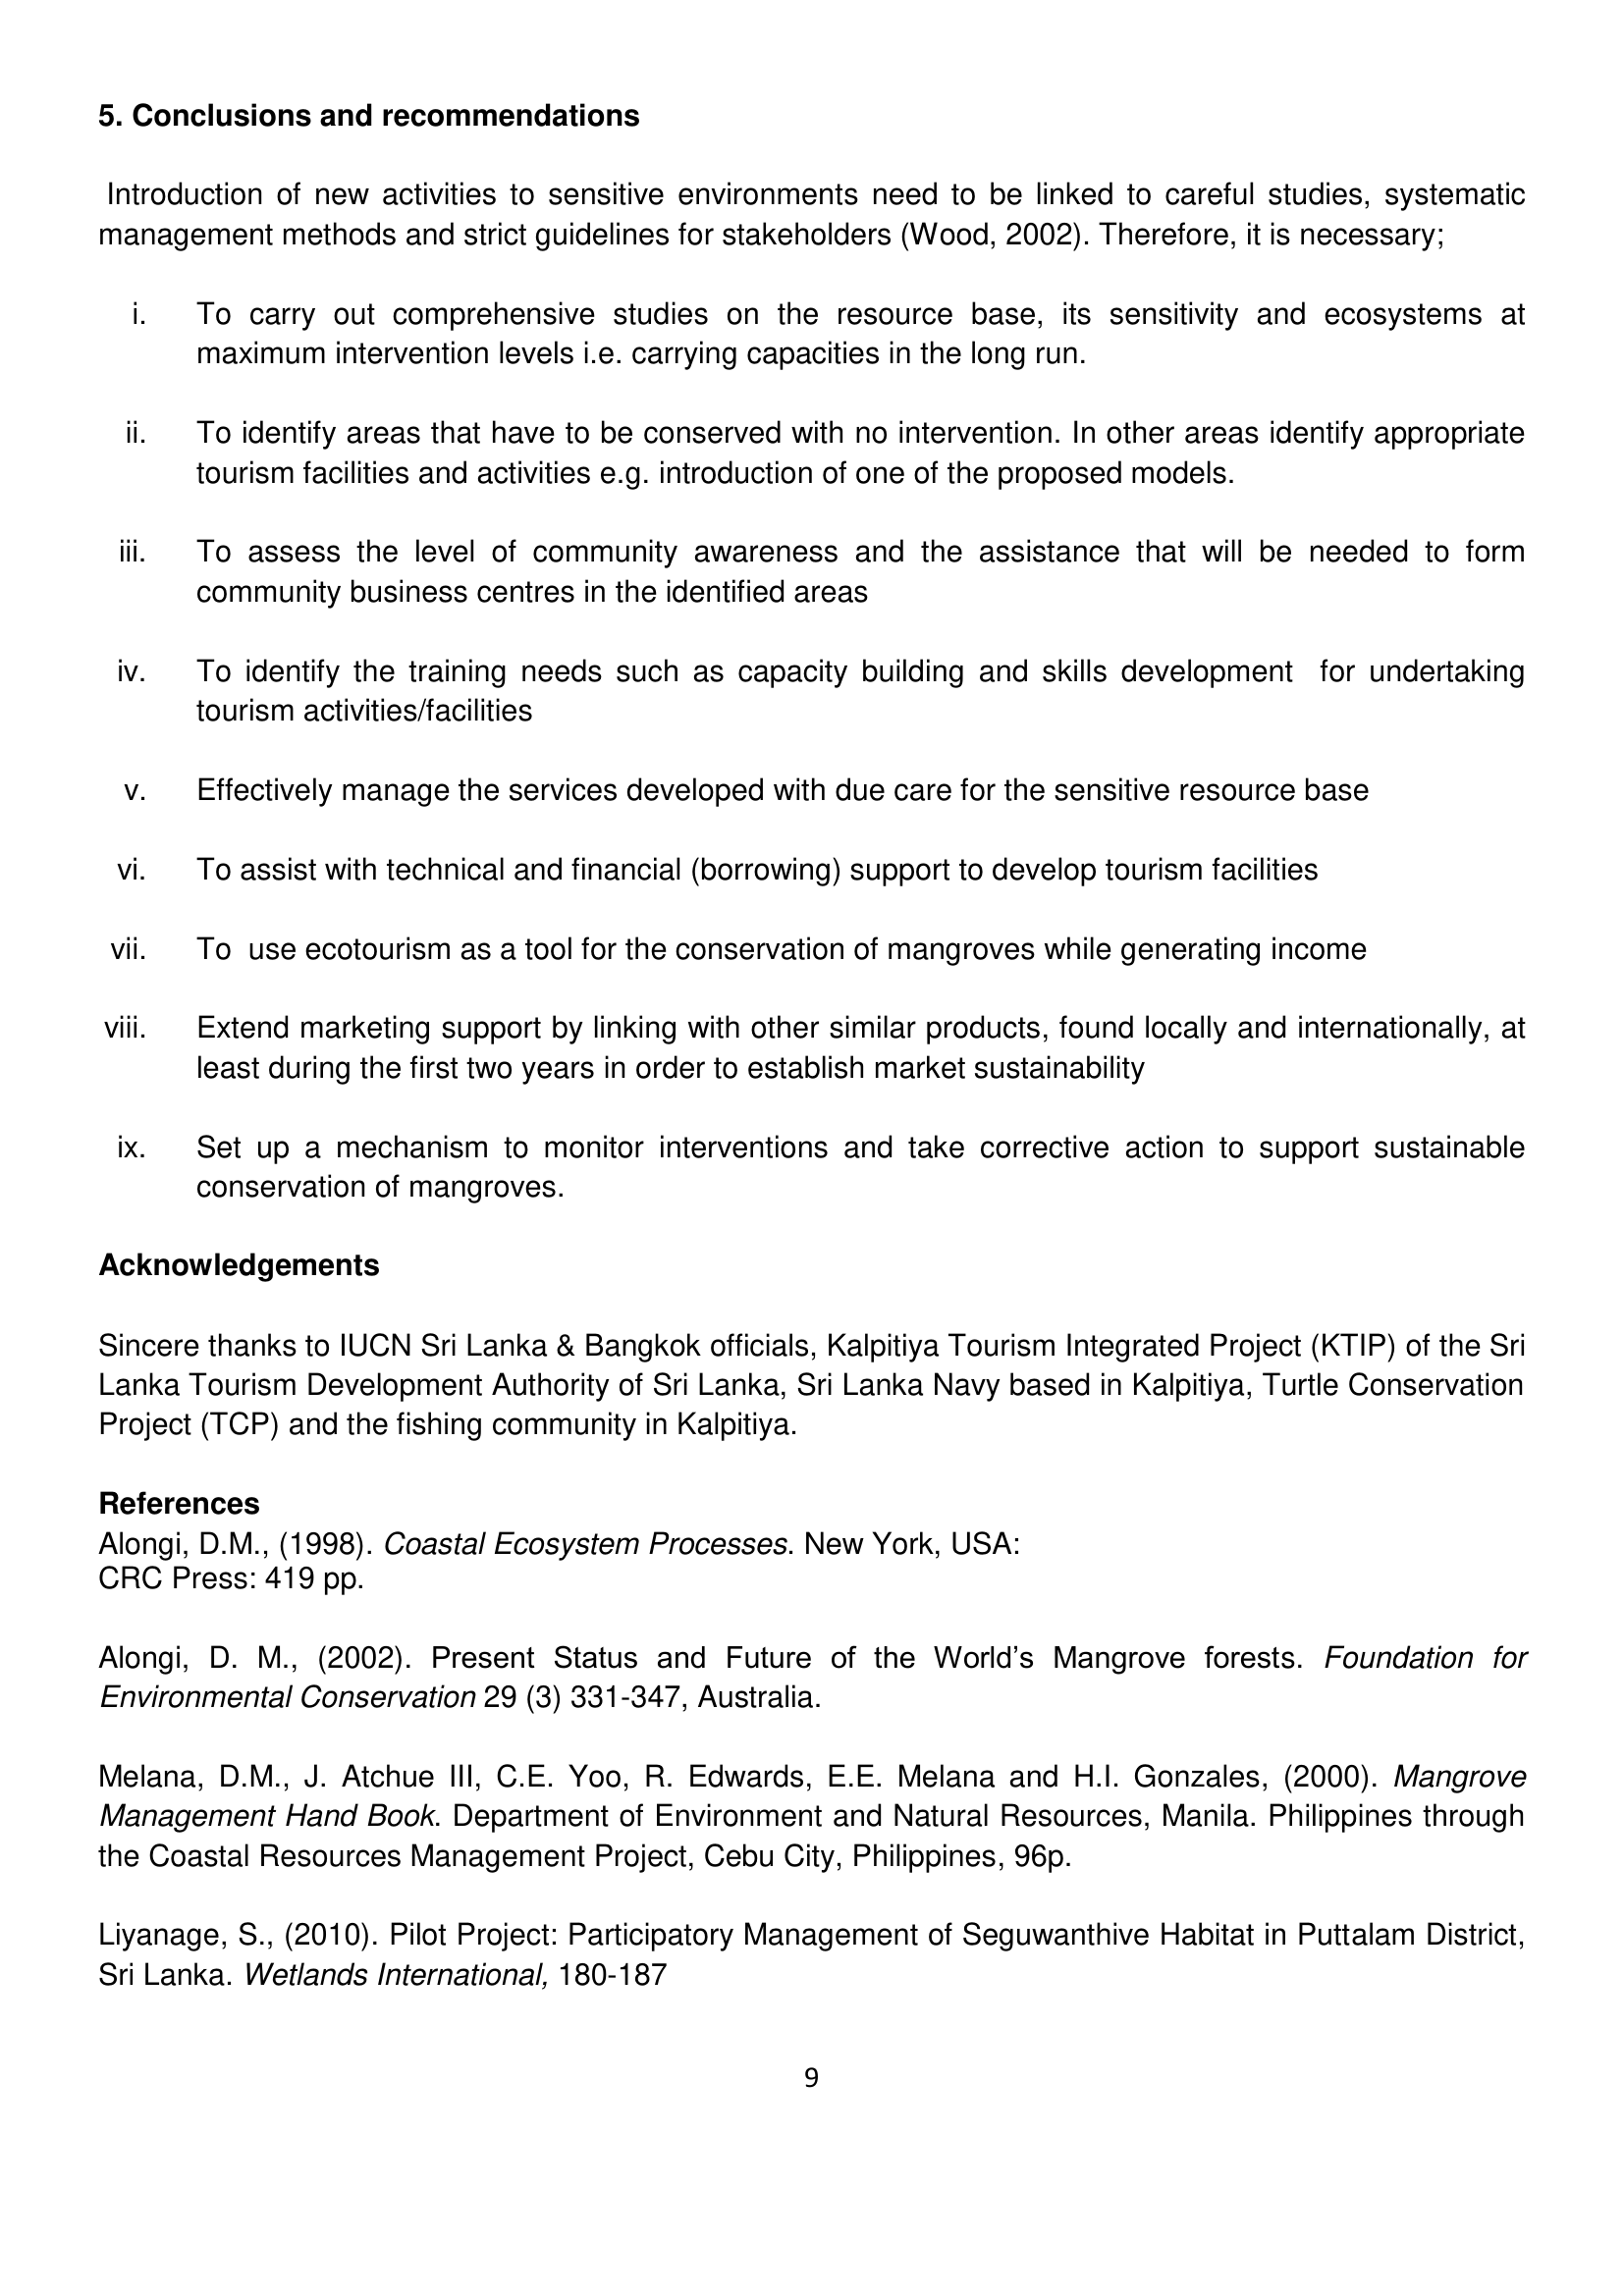 5. Conclusions and recommendations
Introduction of new activities to sensitive environments need to be linked to careful studies, systematic
management methods and strict guidelines for stakeholders (Wood, 2002). Therefore, it is necessary;
i. To carry out comprehensive studies on the resource base, its sensitivity and ecosystems at
maximum intervention levels i.e. carrying capacities in the long run.
ii. To identify areas that have to be conserved with no intervention. In other areas identify appropriate
tourism facilities and activities e.g. introduction of one of the proposed models.
iii. To assess the level of community awareness and the assistance that will be needed to form
community business centres in the identified areas
iv. To identify the training needs such as capacity building and skills development for undertaking
tourism activities/facilities
v. Effectively manage the services developed with due care for the sensitive resource base
vi. To assist with technical and financial (borrowing) support to develop tourism facilities
vii. To use ecotourism as a tool for the conservation of mangroves while generating income
viii. Extend marketing support by linking with other similar products, found locally and internationally, at
least during the first two years in order to establish market sustainability
ix. Set up a mechanism to monitor interventions and take corrective action to support sustainable
conservation of mangroves.
Acknowledgements
Sincere thanks to IUCN Sri Lanka & Bangkok officials, Kalpitiya Tourism Integrated Project (KTIP) of the Sri
Lanka Tourism Development Authority of Sri Lanka, Sri Lanka Navy based in Kalpitiya, Turtle Conservation
Project (TCP) and the fishing community in Kalpitiya.
References
Alongi, D.M., (1998). Coastal Ecosystem Processes. New York, USA:
CRC Press: 419 pp.
Alongi, D. M., (2002). Present Status and Future of the World’s Mangrove forests. Foundation for
Environmental Conservation 29 (3) 331-347, Australia.
Melana, D.M., J. Atchue III, C.E. Yoo, R. Edwards, E.E. Melana and H.I. Gonzales, (2000). Mangrove
Management Hand Book. Department of Environment and Natural Resources, Manila. Philippines through
the Coastal Resources Management Project, Cebu City, Philippines, 96p.
Liyanage, S., (2010). Pilot Project: Participatory Management of Seguwanthive Habitat in Puttalam District,
Sri Lanka. Wetlands International, 180-187
9